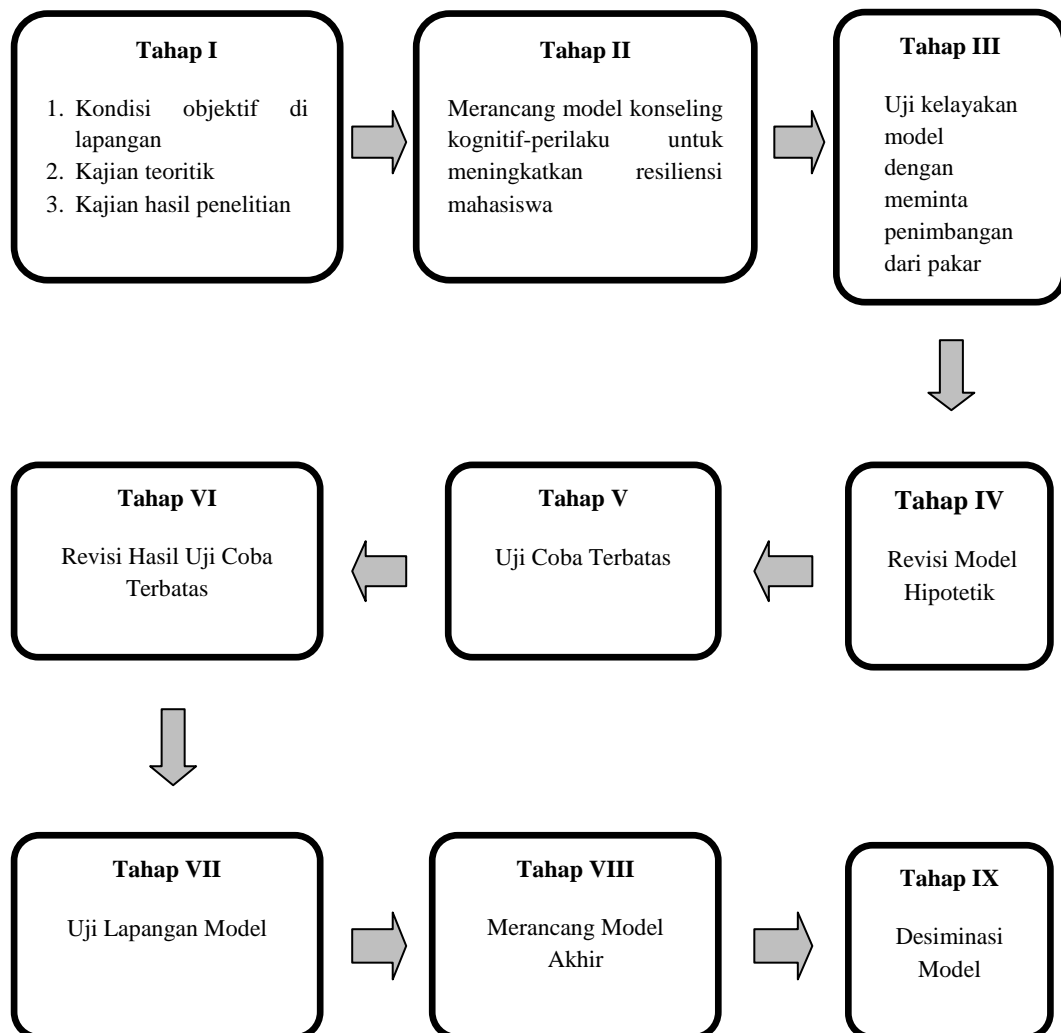 Tahap I
1. Kondisi objektif di
lapangan
2. Kajian teoritik
3. Kajian hasil penelitian
Tahap II
Merancang model konseling
kognitif-perilaku untuk
meningkatkan resiliensi
mahasiswa
Tahap III
Uji kelayakan
model
dengan
meminta
penimbangan
dari pakar
Tahap IV
Revisi Model
Hipotetik
Tahap V
Uji Coba Terbatas
Tahap VI
Revisi Hasil Uji Coba
Terbatas
Tahap VII
Uji Lapangan Model
Tahap VIII
Merancang Model
Akhir
Tahap IX
Desiminasi
Model